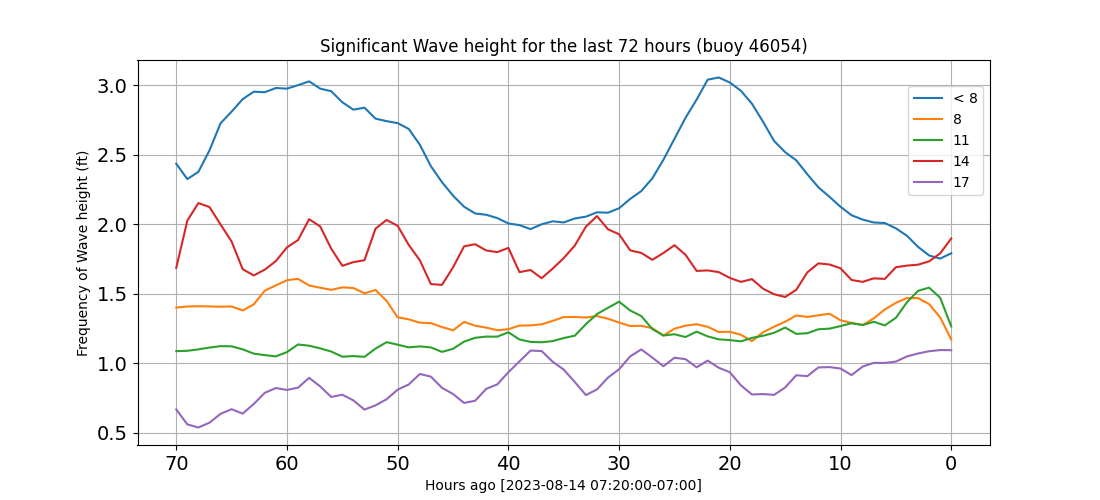 Significant Wave height for the last 72 hours (buoy 46054)
Frequency of Wave height (ft)
3.0
2.5
2.0
1.5
1.0
0.5
< 8
8
11
14
17
70 60 50 40 30 20 10 0
Hours ago [2023-08-14 07:20:00-07:00]